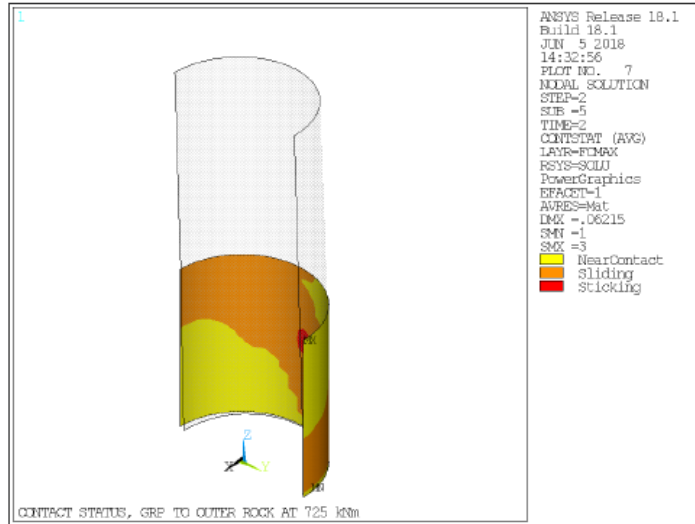 1
ANSYS Release 18.1
Build 18.1
JUN 5 2018
14:32:56
PLOT NO. 7
NODAL SOLUTION
STEP=2
SUB =5
TIME=2
CONTSTAT (AVG)
LAYR=FCMAX
RSYS=SOLU
PowerGraphics
EFACET=1
AVRES=Mat
DMX =.06215
SMN =1
SMX =3
NearContact
Sliding
Sticking
MX
Z
X Y
MN
CONTACT STATUS, GRP TO OUTER ROCK AT 725 kNm